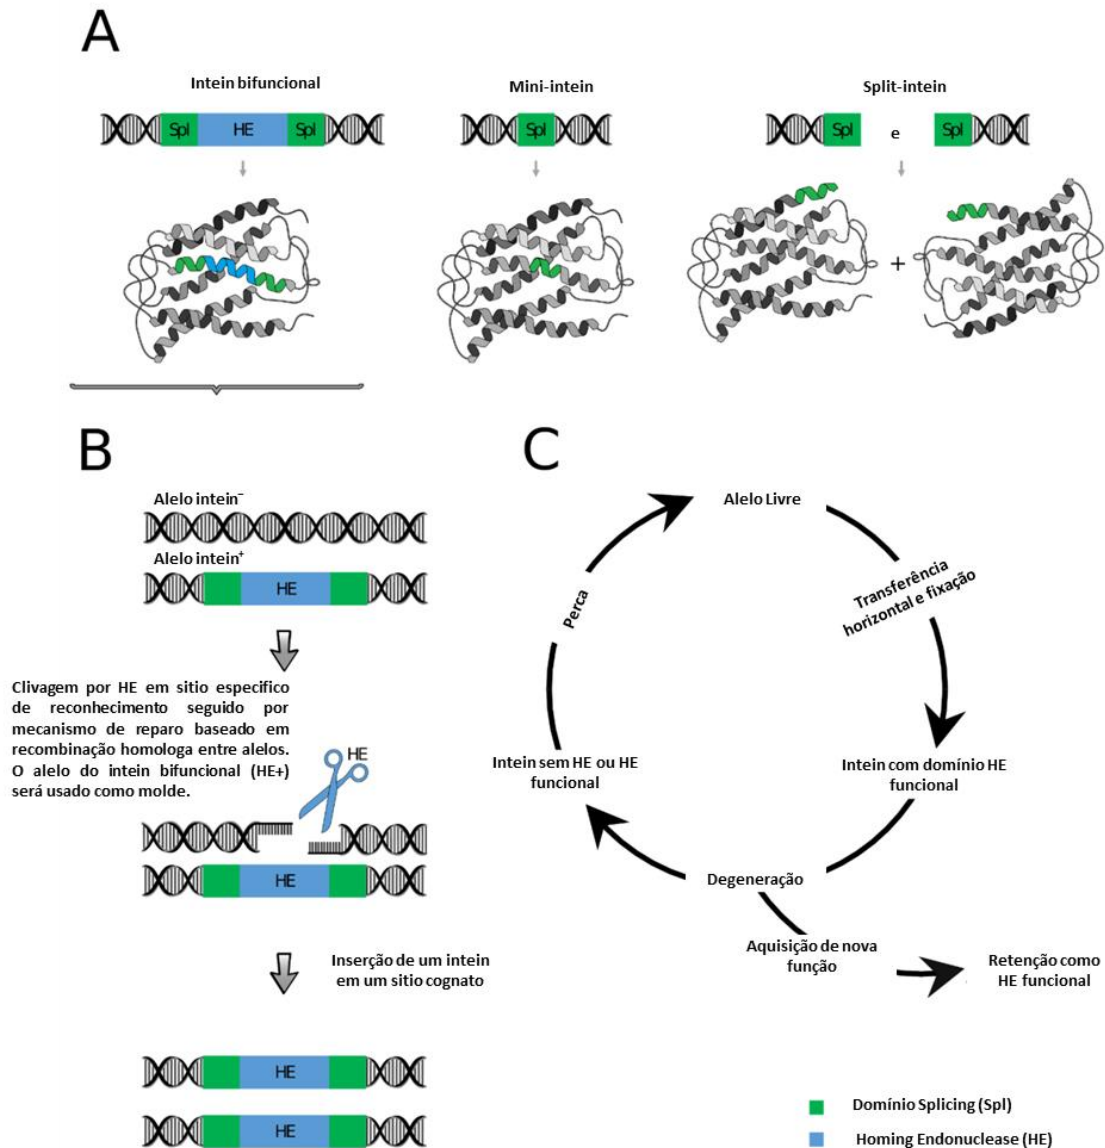 A
Intein bifuncional
Mini-intein
Split-intein
Spl HE Spl
Spl
Spl e Spl
+
B
C
Alelo intein⁻
Alelo intein⁺
HE
Clivagem por HE em sitio especifico
de reconhecimento seguido por
mecanismo de reparo baseado em
recombinação homologa entre alelos.
O alelo do intein bifuncional (HE+)
será usado como molde.
HE
HE
Inserção de um intein
em um sitio cognato
HE
HE
Alelo Livre
Transferência
horizontal e fixação
Intein com domínio HE
funcional
Degeneração
Aquisição de nova
função
Retenção como
HE funcional
Intein sem HE ou HE
funcional
Perca
Domínio Splicing (Spl)
Homing Endonuclease (HE)